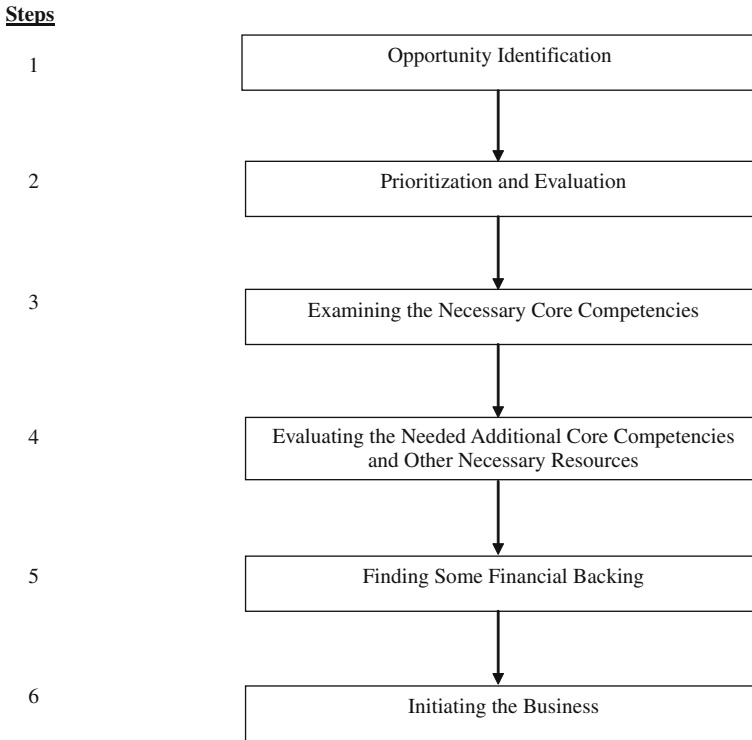 Steps
1
Opportunity Identification
2
Prioritization and Evaluation
3
Examining the Necessary Core Competencies
4
Evaluating the Needed Additional Core Competencies
and Other Necessary Resources
5
Finding Some Financial Backing
6
Initiating the Business